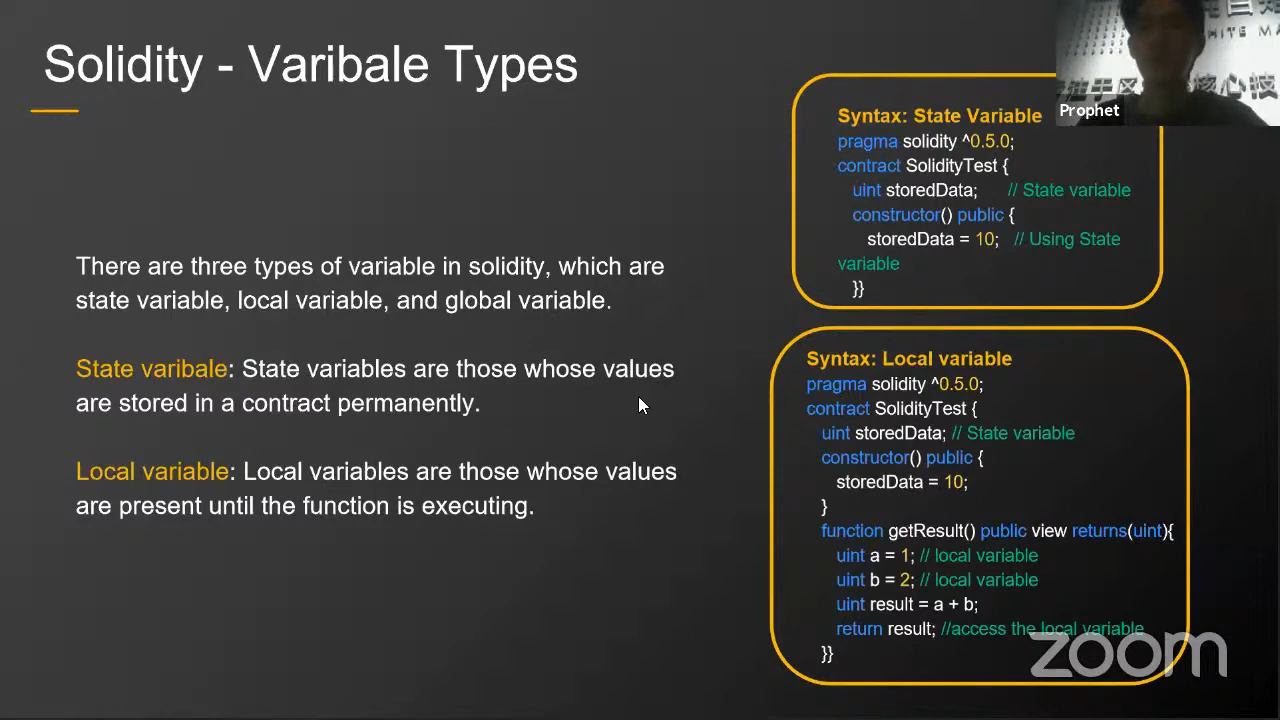 Solidity - Varibale Types
There are three types of variable in solidity, which are
state variable, local variable, and global variable.
State varibale: State variables are those whose values
are stored in a contract permanently.
Local variable: Local variables are those whose values
are present until the function is executing.
Syntax: State Variable
pragma solidity ^0.5.0;
contract SolidityTest {
uint storedData; // State variable
constructor() public {
storedData = 10; // Using State
variable
}}
Syntax: Local variable
pragma solidity ^0.5.0;
contract SolidityTest {
uint storedData; // State variable
constructor() public {
storedData = 10;
}
function getResult() public view returns(uint){
uint a = 1; // local variable
uint b = 2; // local variable
uint result = a + b;
return result; //access the local variable
}}
Prophet
zoom